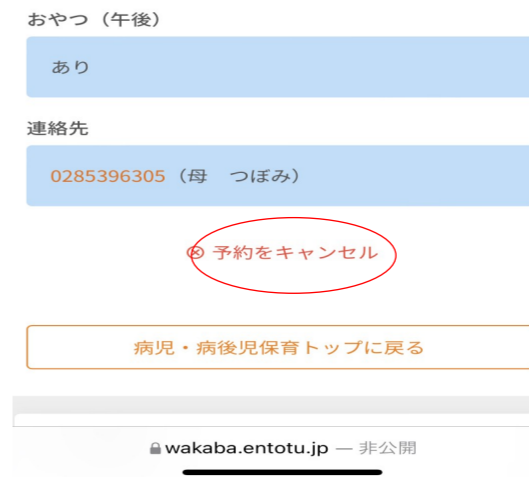 おやつ（午後）
あり
連絡先
0285396305（母　つぼみ）
予約をキャンセル
病児・病後児保育トップに戻る
wakaba.entotu.jp — 非公開